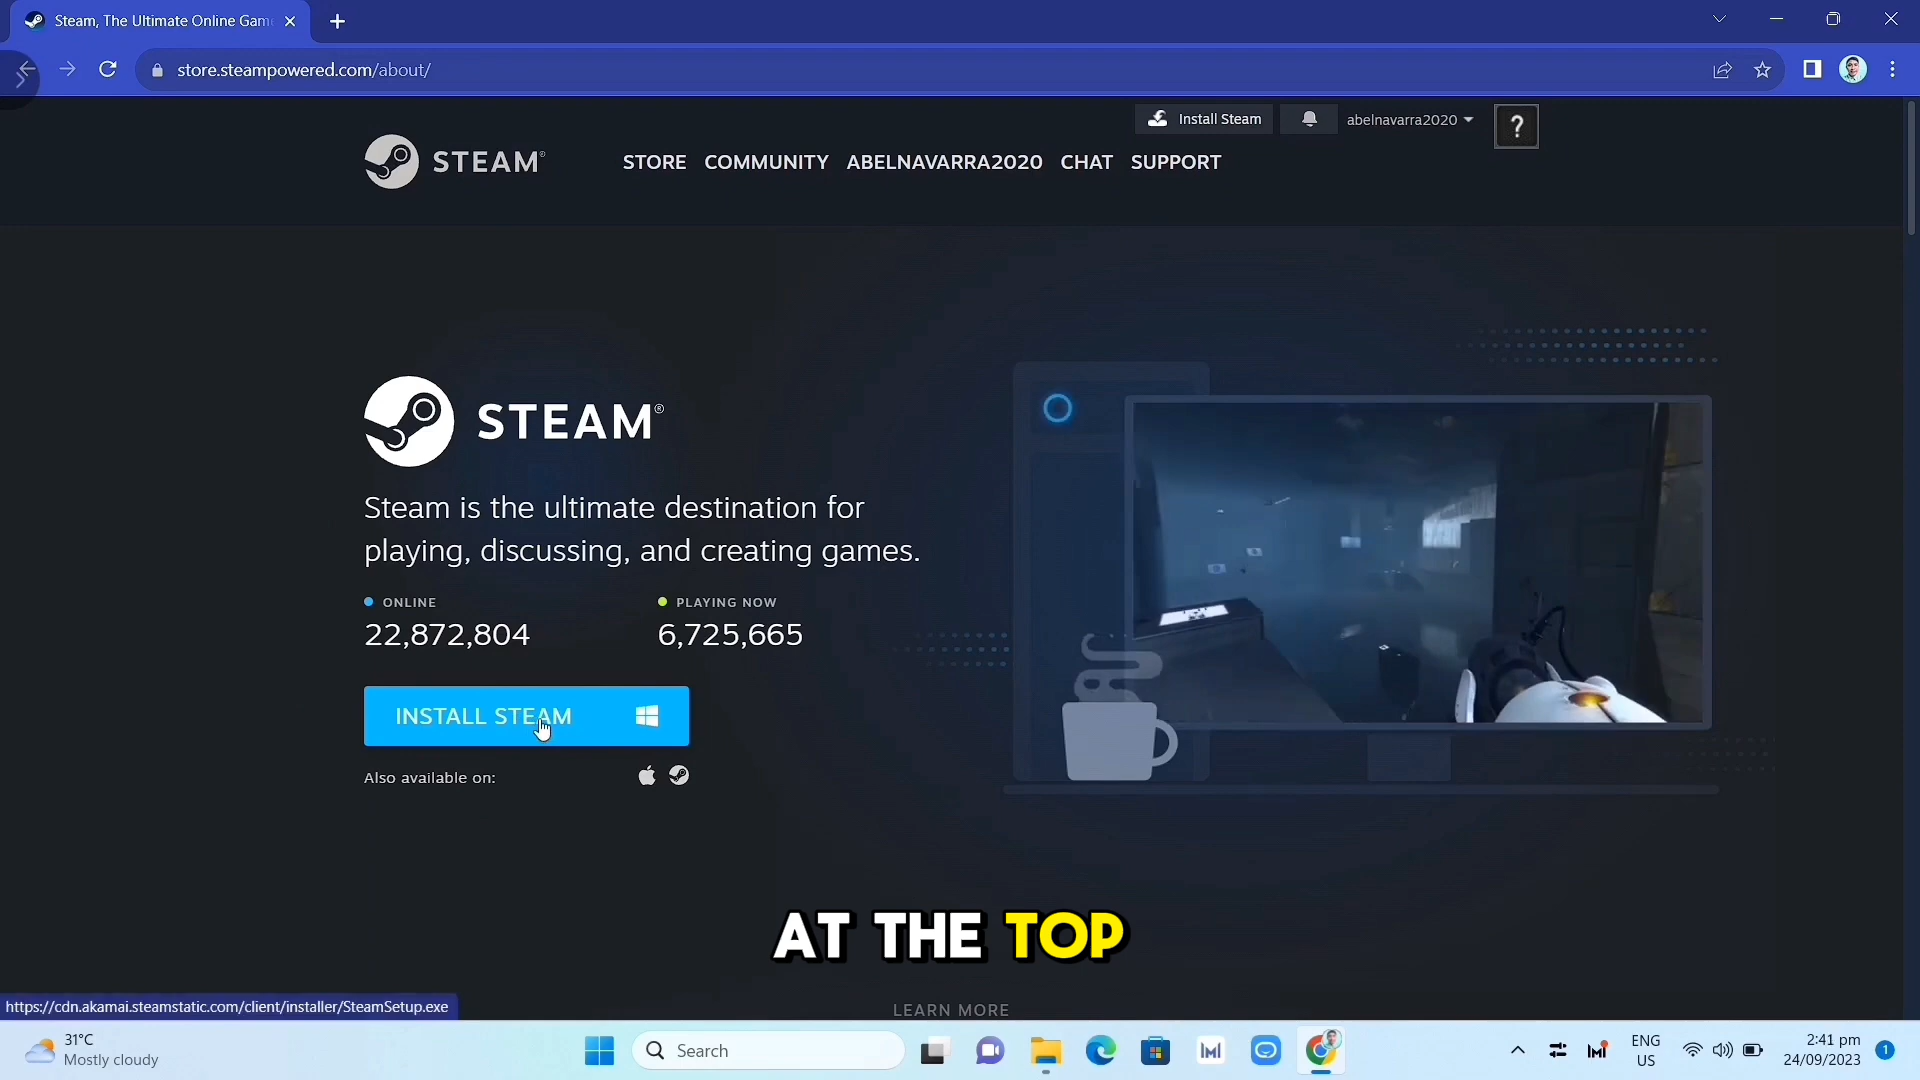 Steam, The Ultimate Online Gam
store.steampowered.com/about/
Install Steam
abelnavarra2020
?
STEAM®
STORE COMMUNITY ABELNAVARRA2020 CHAT SUPPORT
STEAM®
Steam is the ultimate destination for
playing, discussing, and creating games.
ONLINE
PLAYING NOW
22,872,804
6,725,665
INSTALL STEAM
Also available on:
AT THE TOP
LEARN MORE
https://cdn.akamai.steamstatic.com/client/installer/SteamSetup.exe
31°C
Mostly cloudy
Search
ENG
US
2:41 pm
24/09/2023
1